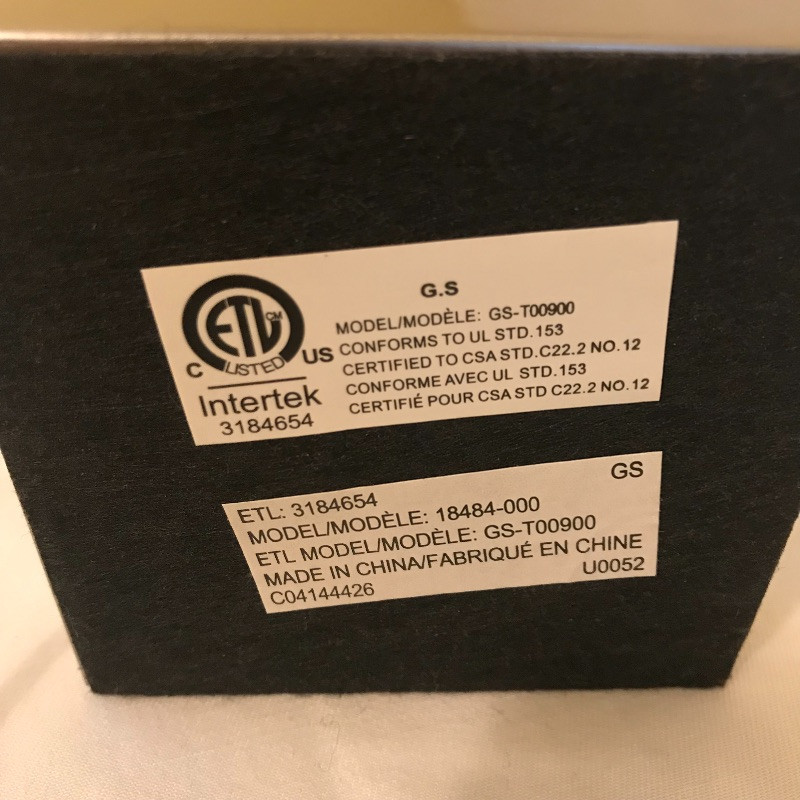 ETL CM
LISTED
C US
Intertek
3184654
G.S
MODEL/MODÈLE: GS-T00900
CONFORMS TO UL STD.153
CERTIFIED TO CSA STD.C22.2 NO.12
CONFORME AVEC UL STD.153
CERTIFIÉ POUR CSA STD C22.2 NO.12
GS
ETL: 3184654
MODEL/MODÈLE: 18484-000
ETL MODEL/MODÈLE: GS-T00900
MADE IN CHINA/FABRIQUÉ EN CHINE
C04144426 U0052